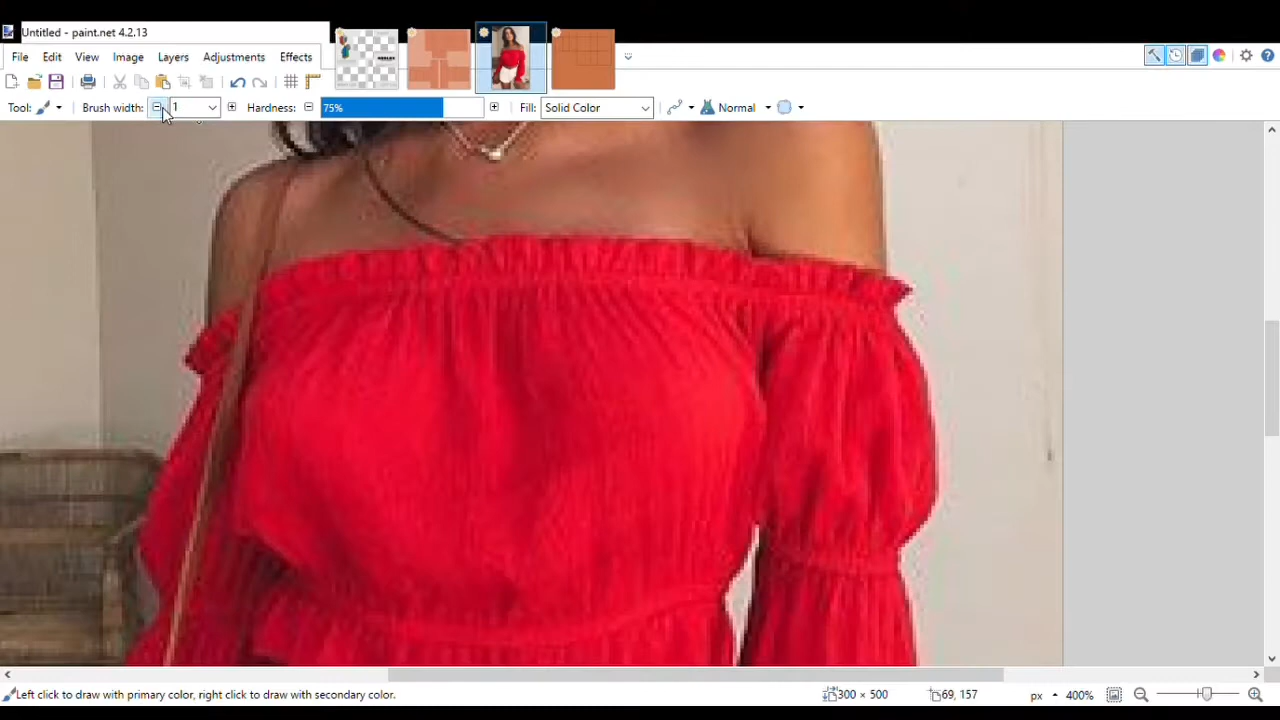 Untitled - paint.net 4.2.13
File Edit View Image Layers Adjustments Effects
Tool: Brush width: 1 Hardness: 75% Fill: Solid Color Normal
Left click to draw with primary color, right click to draw with secondary color. 300 × 500 69, 157 px 400%